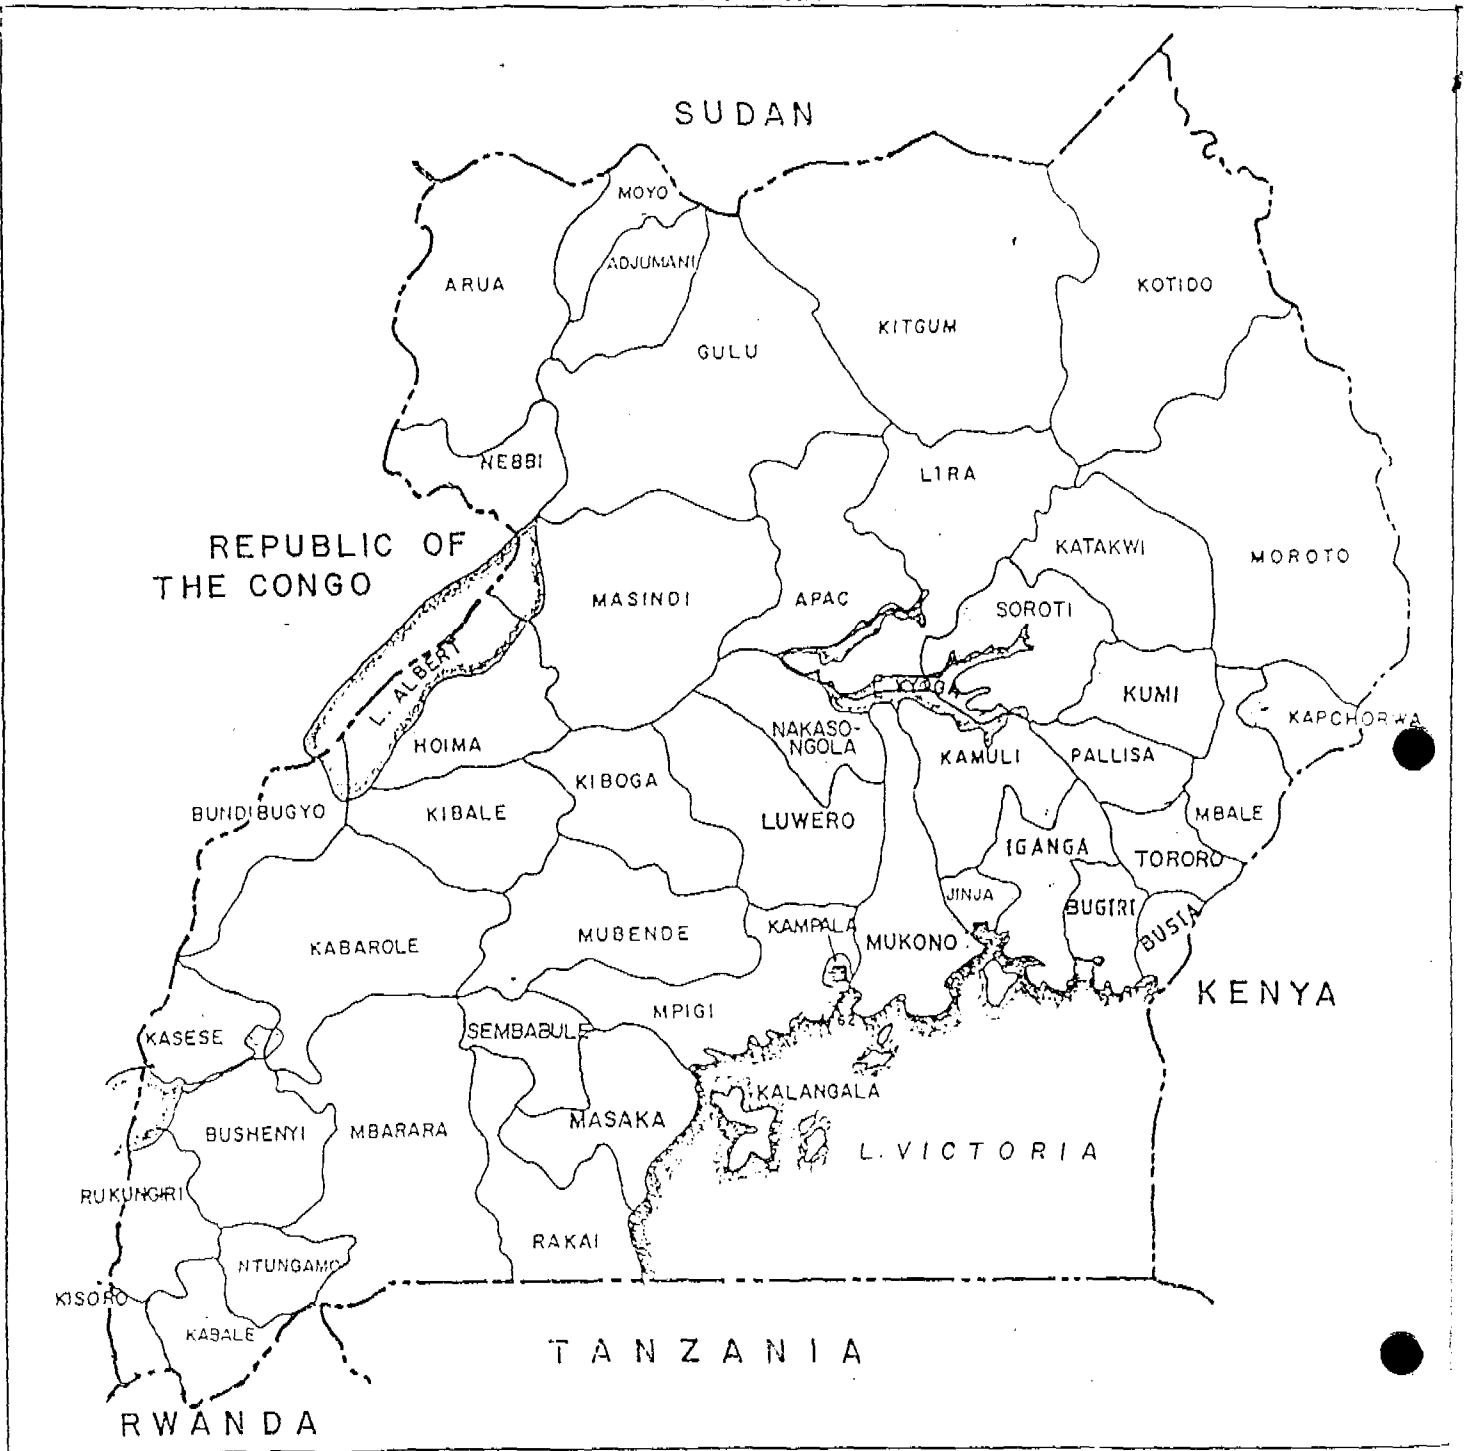 SUDAN
MOYO
ADJUMANI
ARUA
KOTIDO
KITGUM
GULU
NEBBI
LIRA
REPUBLIC OF
THE CONGO
KATAKWI
MOROTO
MASINDI
APAC
SOROTI
L. ALBERT
L. KYOGA
KUMI
KAPCHORWA
HOIMA
NAKASO-
NGOLA
KAMULI
PALLISA
KIBOGA
BUNDIBUGYO
KIBALE
LUWERO
MBALE
IGANGA
TORORO
JINJA
BUGIRI
BUSIA
KABAROLE
MUBENDE
KAMPALA
MUKONO
KENYA
MPIGI
KASESE
SEMBABULE
KALANGALA
BUSHENYI
MBARARA
MASAKA
L. VICTORIA
RUKUNGIRI
RAKAI
NTUNGAMO
KISORO
KABALE
TANZANIA
RWANDA